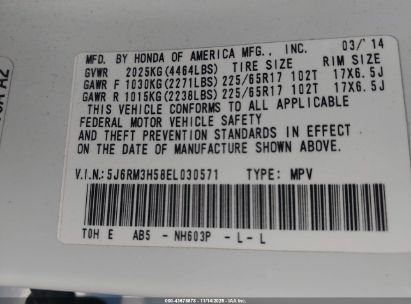 MFD. BY HONDA OF AMERICA MFG., INC. 03/'14
GVWR 2025KG(4464LBS) TIRE SIZE RIM SIZE
GAWR F 1030KG(2271LBS) 225/65R17 102T 17X6.5J
GAWR R 1015KG(2238LBS) 225/65R17 102T 17X6.5J
THIS VEHICLE CONFORMS TO ALL APPLICABLE
FEDERAL MOTOR VEHICLE SAFETY
AND THEFT PREVENTION STANDARDS IN EFFECT
ON THE DATE OF MANUFACTURE SHOWN ABOVE.
V.I.N.:5J6RM3H58EL030571 TYPE: MPV
T0H E AB5 - NH603P - L - L
11/14/2025